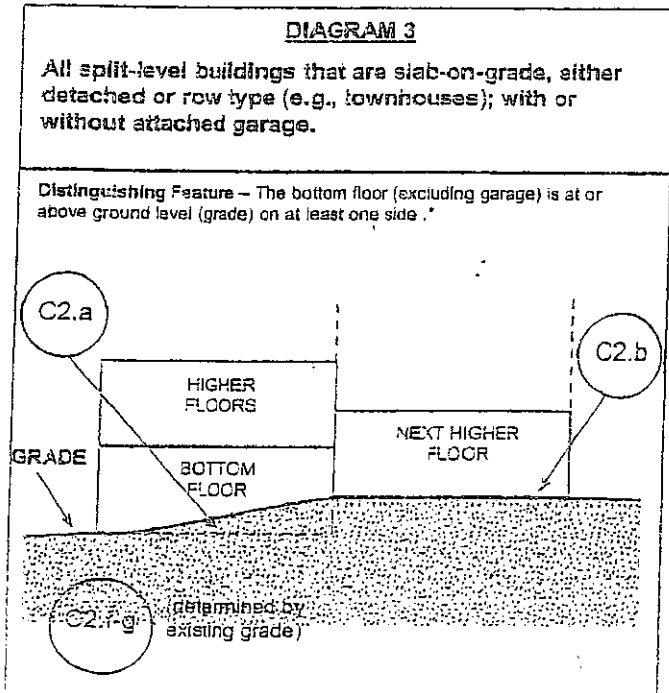 DIAGRAM 3
All split-level buildings that are slab-on-grade, either
detached or row type (e.g., townhouses); with or
without attached garage.
Distinguishing Feature – The bottom floor (excluding garage) is at or
above ground level (grade) on at least one side .*
C2.a
C2.b
HIGHER
FLOORS
NEXT HIGHER
FLOOR
GRADE
BOTTOM
FLOOR
C2.f-g
(determined by
existing grade)